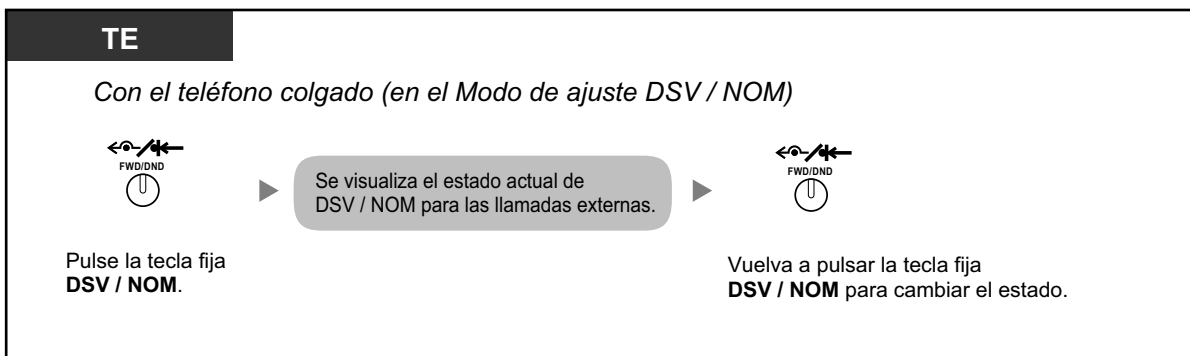 TE
Con el teléfono colgado (en el Modo de ajuste DSV / NOM)
FWD/DND
Pulse la tecla fija
DSV / NOM.
Se visualiza el estado actual de
DSV / NOM para las llamadas externas.
FWD/DND
Vuelva a pulsar la tecla fija
DSV / NOM para cambiar el estado.